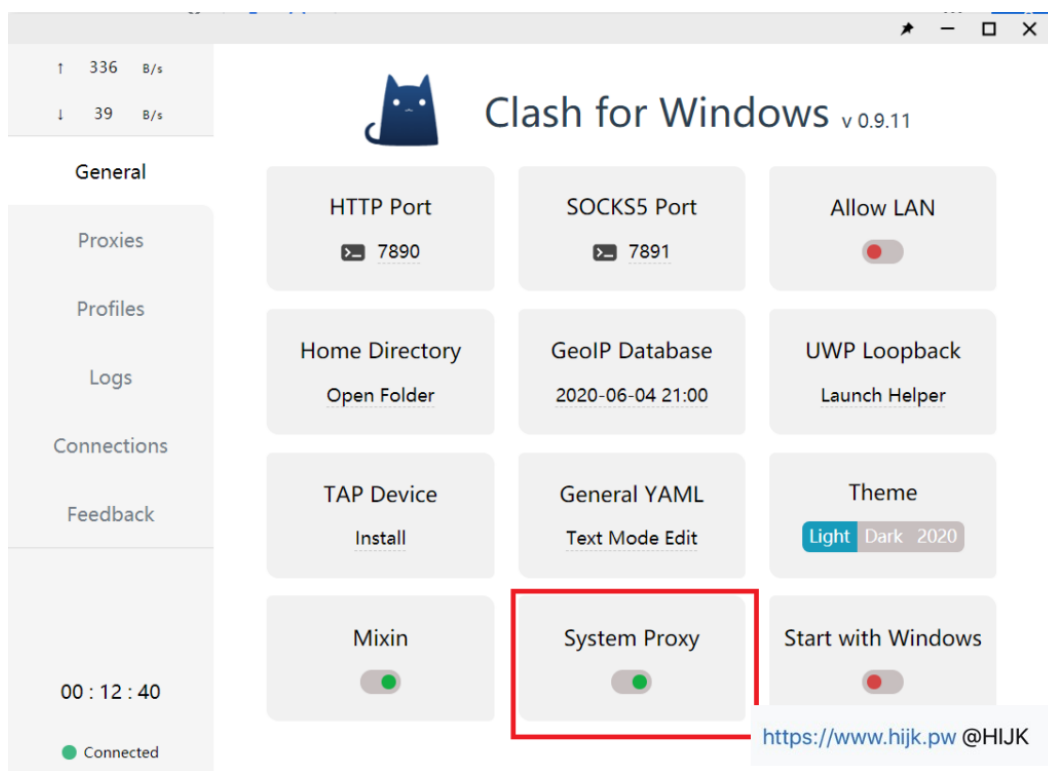 ↑ 336 B/s
↓ 39 B/s
General
Proxies
Profiles
Logs
Connections
Feedback
00 : 12 : 40
Connected
Clash for Windows v 0.9.11
HTTP Port
7890
SOCKS5 Port
7891
Allow LAN
Home Directory
Open Folder
GeoIP Database
2020-06-04 21:00
UWP Loopback
Launch Helper
TAP Device
Install
General YAML
Text Mode Edit
Theme
Light Dark 2020
Mixin
System Proxy
Start with Windows
https://www.hijk.pw @HIJK